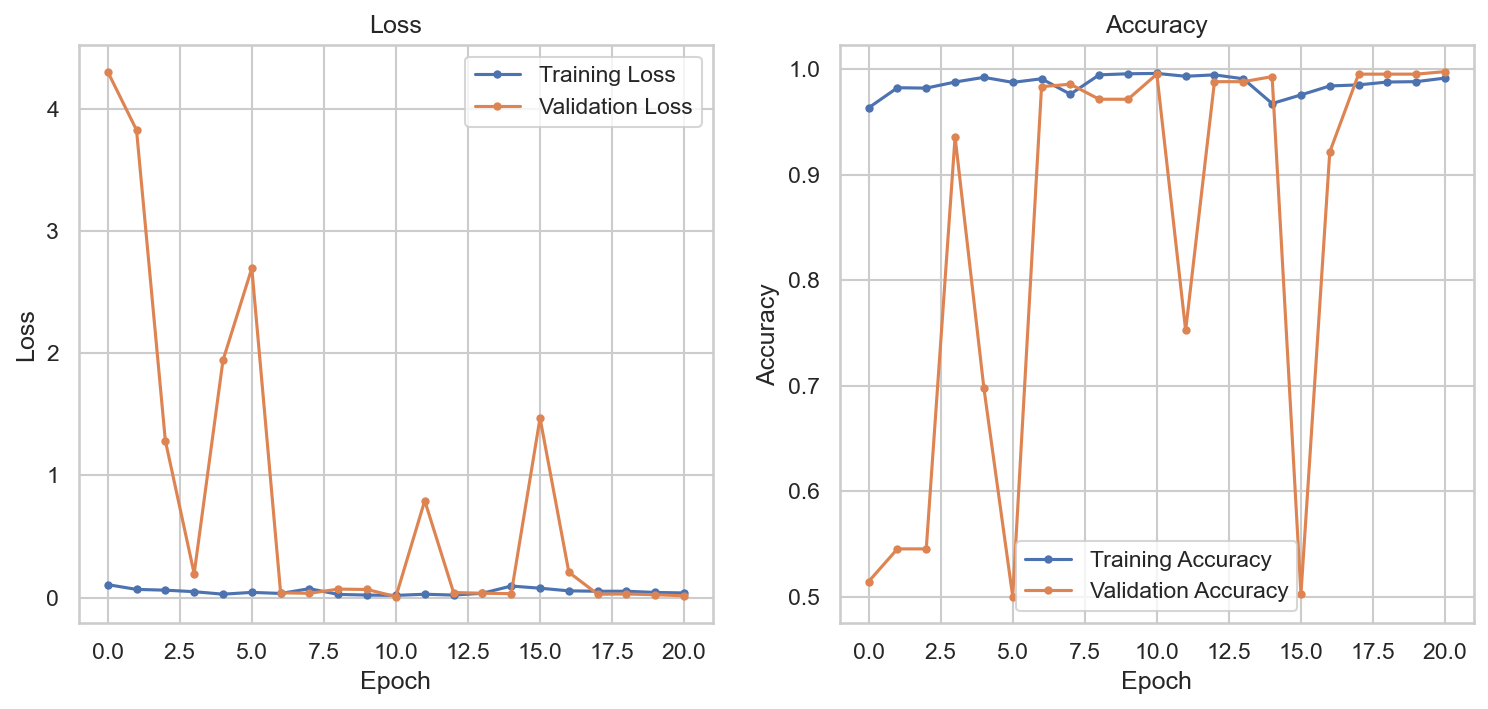 Loss
Training Loss
Validation Loss
4
3
2
1
0
Loss
0.0 2.5 5.0 7.5 10.0 12.5 15.0 17.5 20.0
Epoch
Accuracy
1.0
0.9
0.8
0.7
0.6
0.5
Accuracy
Training Accuracy
Validation Accuracy
0.0 2.5 5.0 7.5 10.0 12.5 15.0 17.5 20.0
Epoch